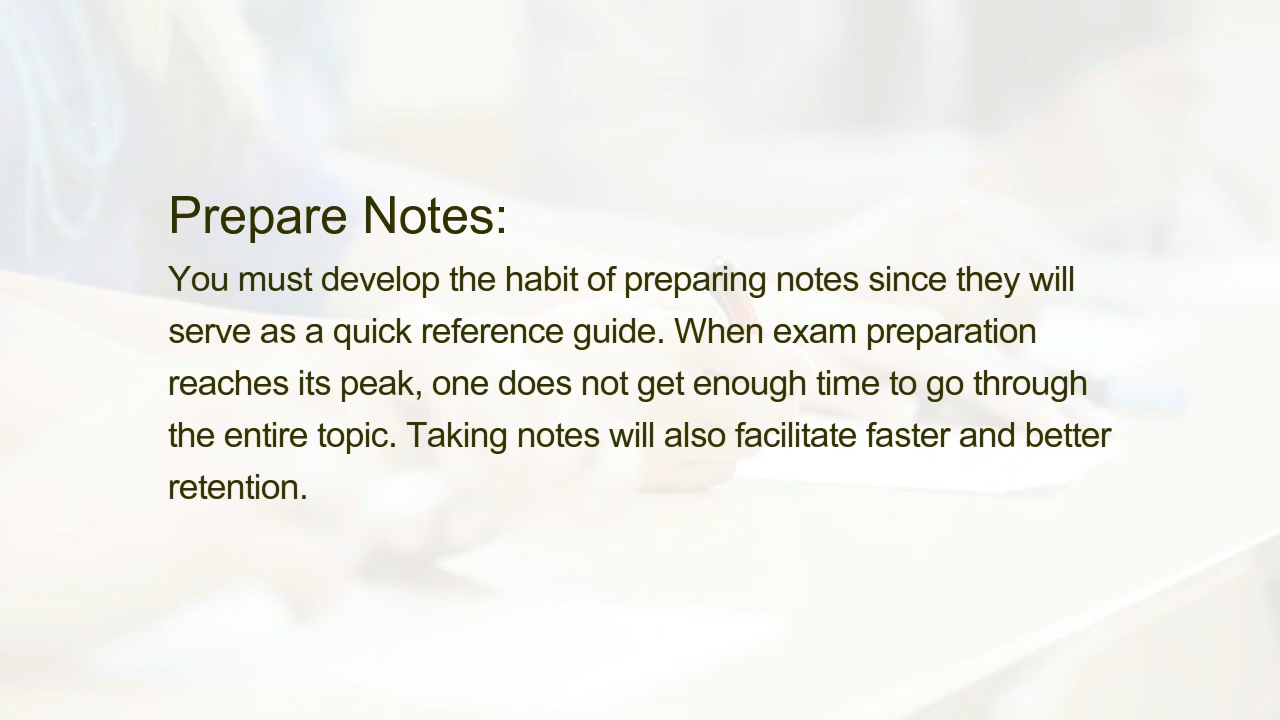 Prepare Notes:
You must develop the habit of preparing notes since they will
serve as a quick reference guide. When exam preparation
reaches its peak, one does not get enough time to go through
the entire topic. Taking notes will also facilitate faster and better
retention.